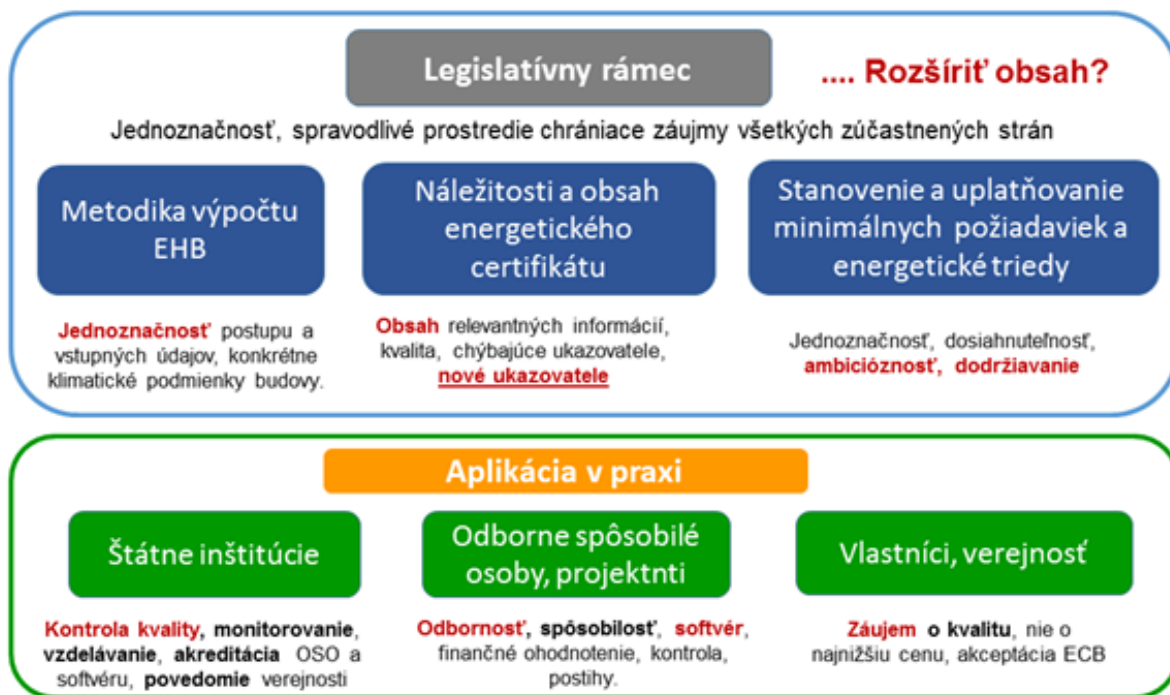 Legislatívny rámec
.... Rozšíriť obsah?
Jednoznačnosť, spravodlivé prostredie chrániace záujmy všetkých zúčastnených strán
Metodika výpočtu
EHB
Náležitosti a obsah
energetického
certifikátu
Stanovenie a uplatňovanie
minimálnych požiadaviek a
energetické triedy
Jednoznačnosť postupu a
vstupných údajov, konkrétne
klimatické podmienky budovy.
Obsah relevantných informácií,
kvalita, chýbajúce ukazovatele,
nové ukazovatele
Jednoznačnosť, dosiahnuteľnosť,
ambicióznosť, dodržiavanie
Aplikácia v praxi
Štátne inštitúcie
Odborne spôsobilé
osoby, projektnti
Vlastníci, verejnosť
Kontrola kvality, monitorovanie,
vzdelávanie, akreditácia OSO a
softvéru, povedomie verejnosti
Odbornosť, spôsobilosť, softvér,
finančné ohodnotenie, kontrola,
postihy.
Záujem o kvalitu, nie o
najnižšiu cenu, akceptácia ECB